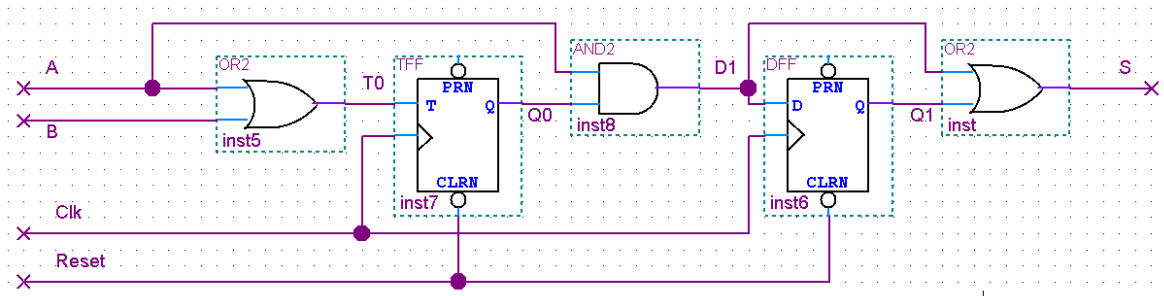 A
B
OR2
inst5
T0
TFF
PRN
T
Q
CLRN
inst7
Q0
AND2
inst8
D1
DFF
PRN
D
Q
CLRN
inst6
Q1
OR2
inst
S
Clk
Reset